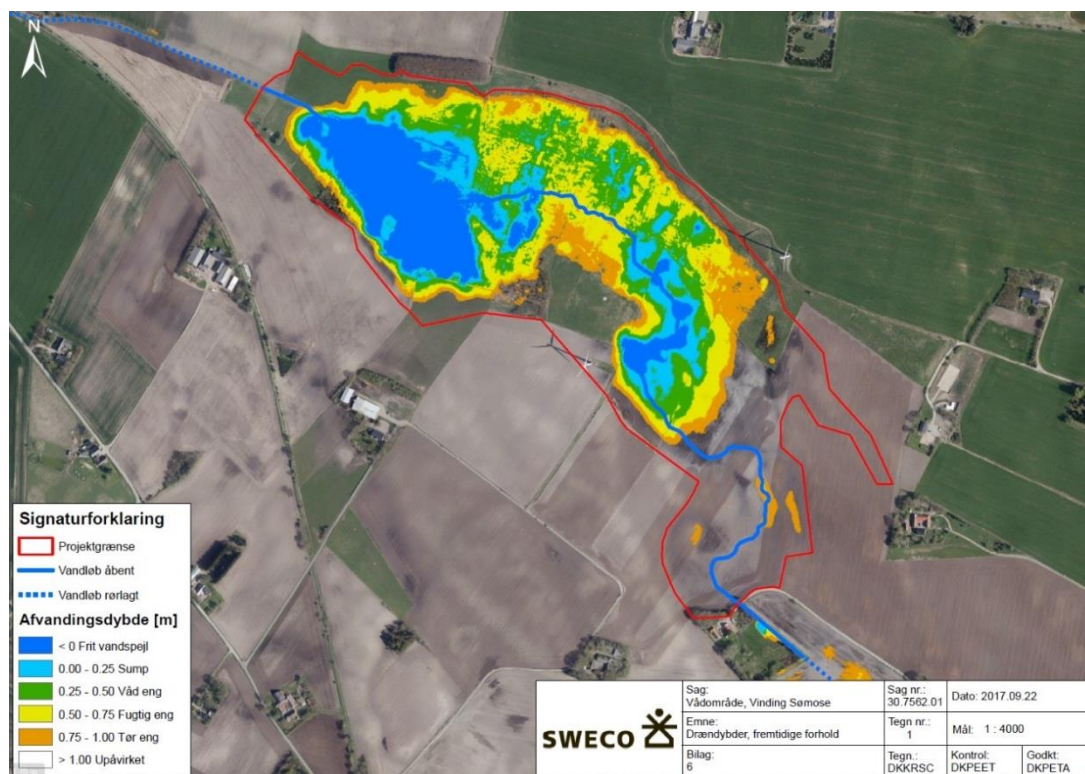 N
Signaturforklaring
Projektgrænse
Vandløb åbent
Vandløb rørlagt
Afvandingsdybde [m]
< 0 Frit vandspejl
0.00 - 0.25 Sump
0.25 - 0.50 Våd eng
0.50 - 0.75 Fugtig eng
0.75 - 1.00 Tør eng
> 1.00 Upåvirket
SWECO
Sag:
Vådområde, Vinding Sømose
Sag nr.:
30.7562.01
Dato: 2017.09.22
Emne:
Drændybder, fremtidige forhold
Tegn nr.:
1
Mål: 1 : 4000
Bilag:
6
Tegn.:
DKKRSC
Kontrol:
DKPEET
Godkt:
DKPETA